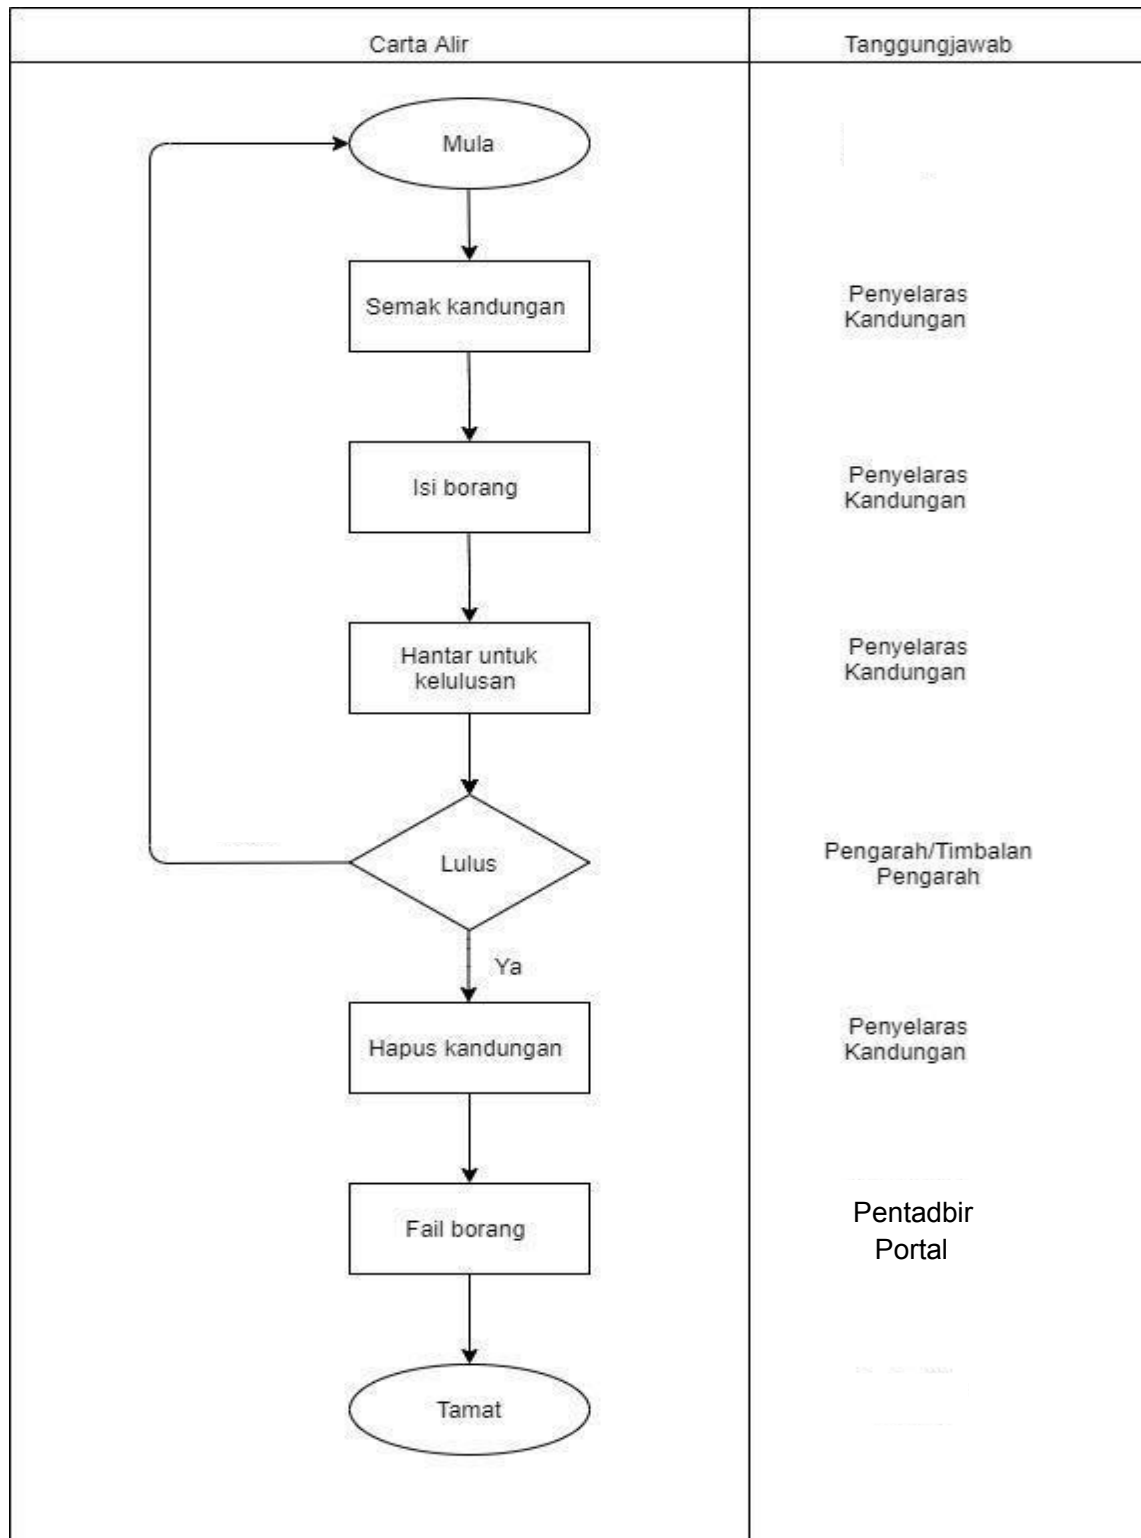 Carta Alir
Tanggungjawab
Mula
Semak kandungan
Penyelaras
Kandungan
Isi borang
Penyelaras
Kandungan
Hantar untuk
kelulusan
Penyelaras
Kandungan
Lulus
Pengarah/Timbalan
Pengarah
Ya
Hapus kandungan
Penyelaras
Kandungan
Fail borang
Pentadbir
Portal
Tamat